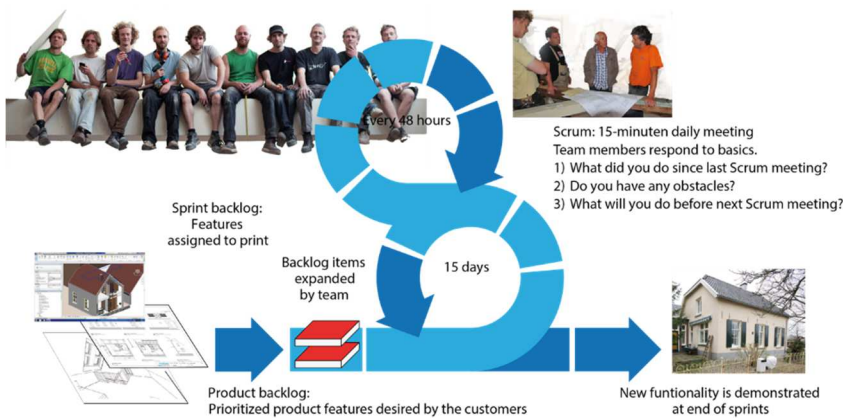 Every 48 hours
Scrum: 15-minuten daily meeting
Team members respond to basics.
1) What did you do since last Scrum meeting?
2) Do you have any obstacles?
3) What will you do before next Scrum meeting?
Sprint backlog:
Features
assigned to print
Backlog items
expanded
by team
15 days
Product backlog:
Prioritized product features desired by the customers
New funtionality is demonstrated
at end of sprints